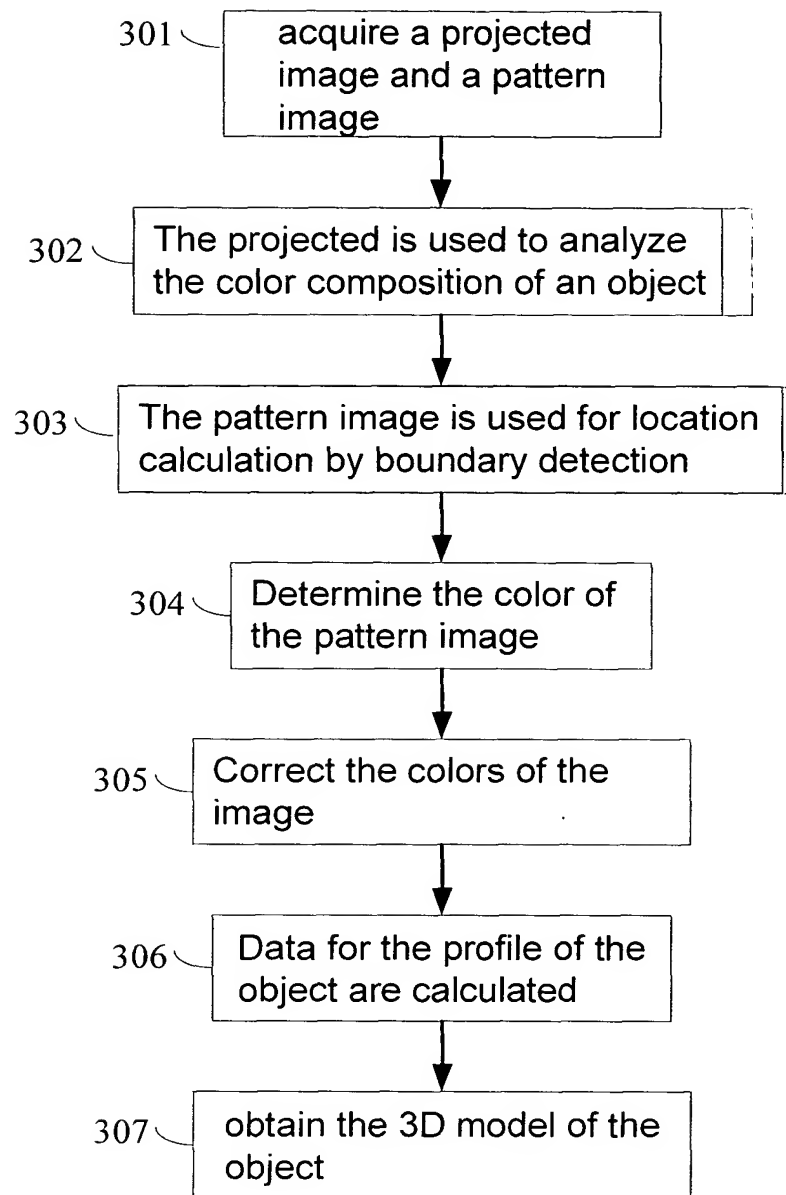 301
acquire a projected
image and a pattern
image
302
The projected is used to analyze
the color composition of an object
303
The pattern image is used for location
calculation by boundary detection
304
Determine the color of
the pattern image
305
Correct the colors of the
image
306
Data for the profile of the
object are calculated
307
obtain the 3D model of the
object